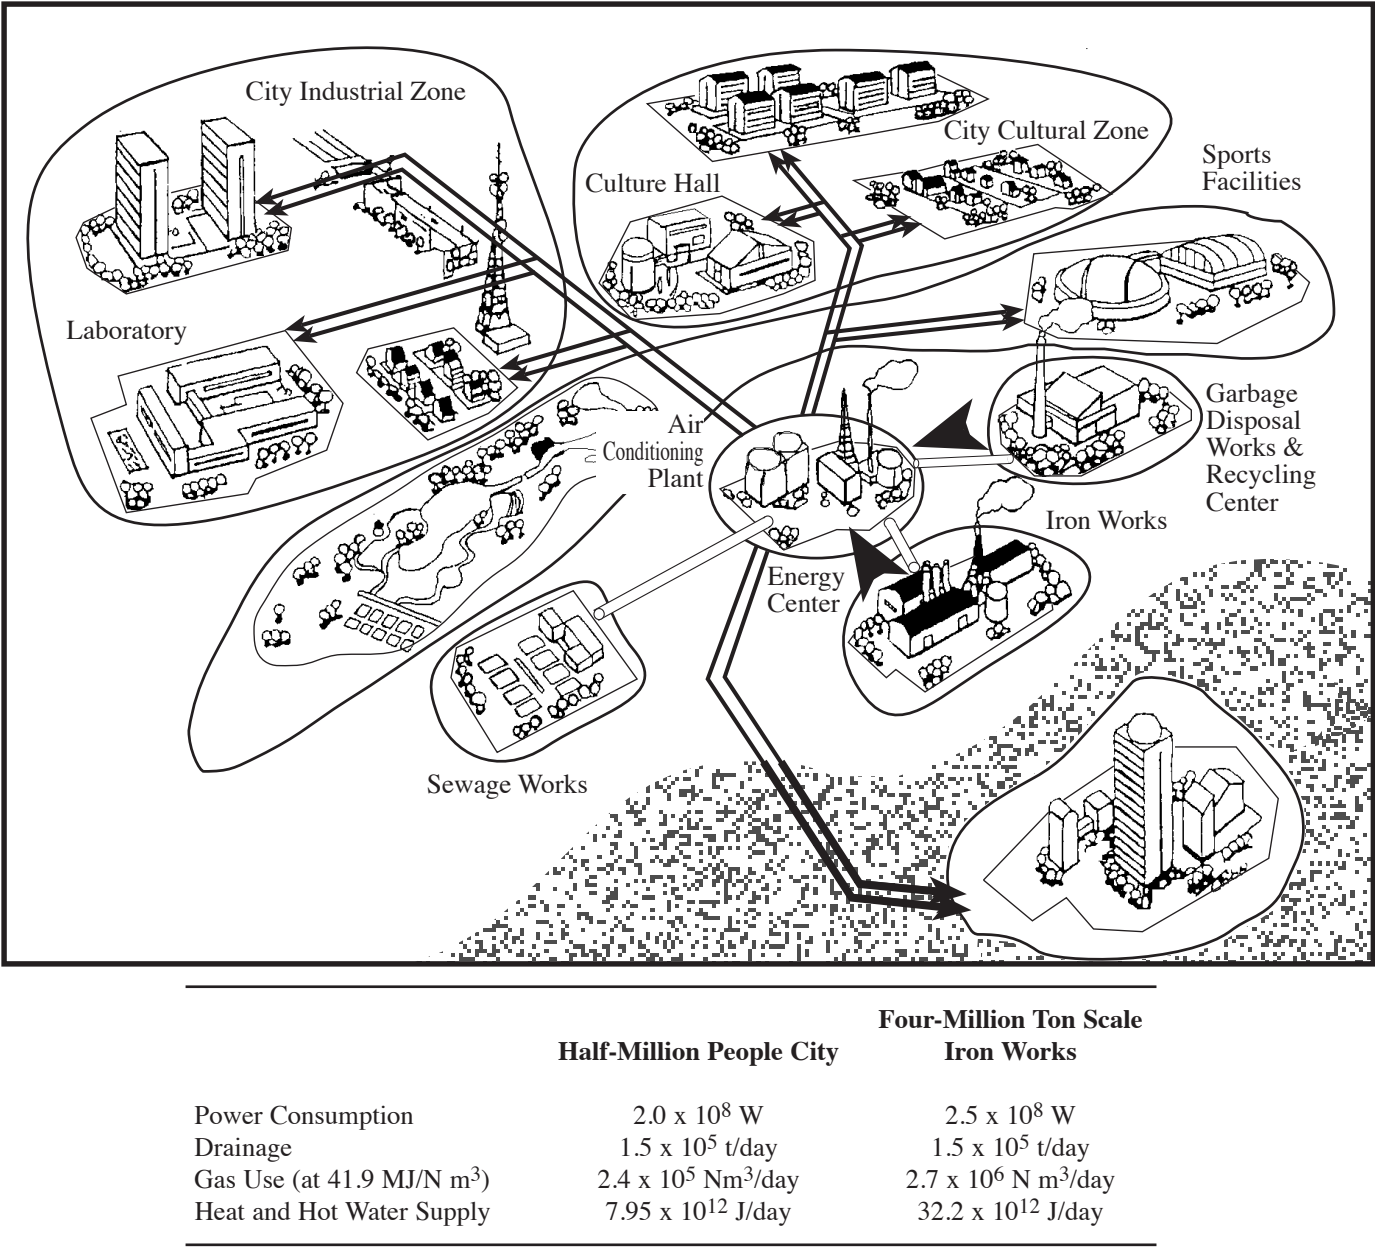 City Industrial Zone
City Cultural Zone
Sports
Facilities
Culture Hall
Laboratory
Garbage
Disposal
Works &
Recycling
Center
Air
Conditioning
Plant
Iron Works
Energy
Center
Sewage Works
Four-Million Ton Scale
Half-Million People City Iron Works
Power Consumption 2.0 x 10⁸ W 2.5 x 10⁸ W
Drainage 1.5 x 10⁵ t/day 1.5 x 10⁵ t/day
Gas Use (at 41.9 MJ/N m³) 2.4 x 10⁵ Nm³/day 2.7 x 10⁶ N m³/day
Heat and Hot Water Supply 7.95 x 10¹² J/day 32.2 x 10¹² J/day